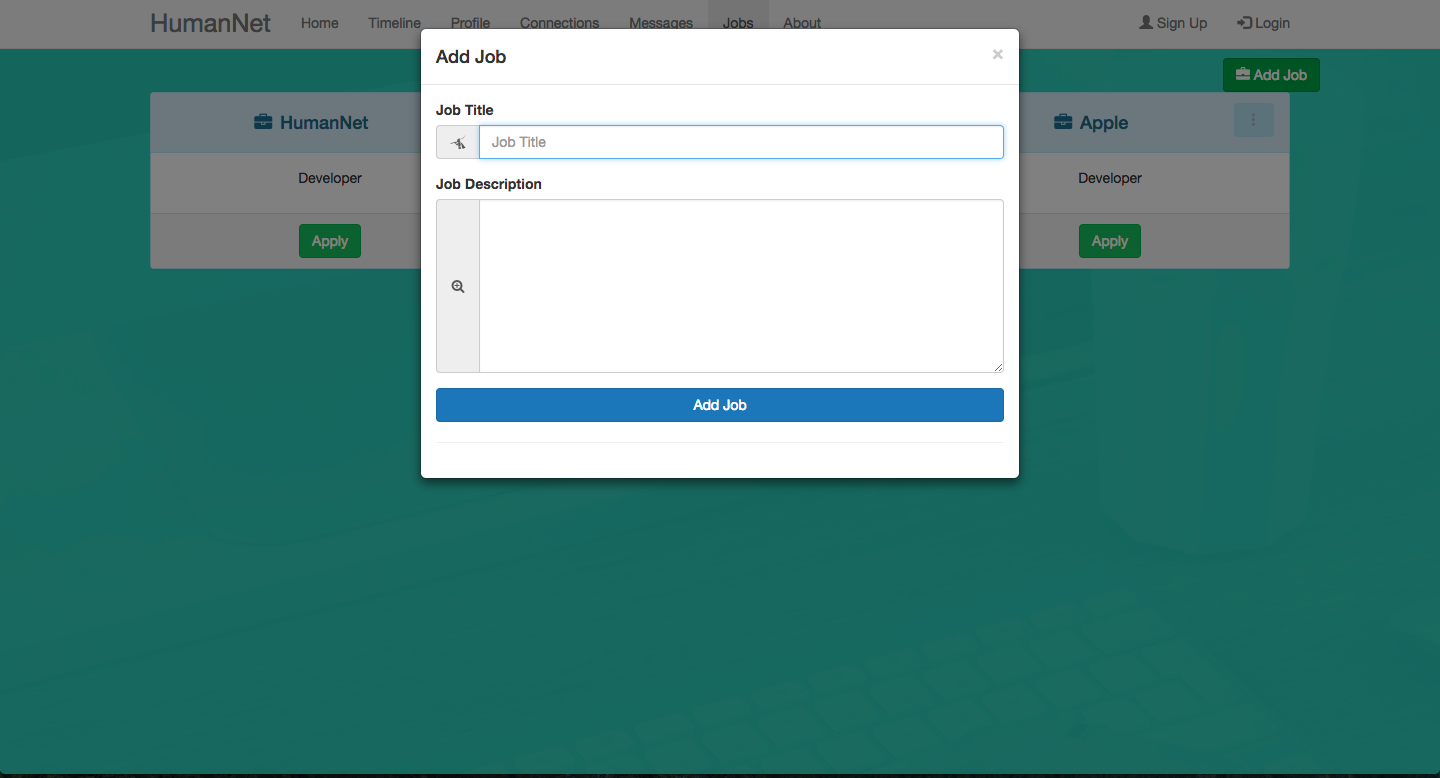 HumanNet Home Timeline Profile Connections Messages Jobs About Sign Up Login
Add Job ×
Add Job
HumanNet
Apple
Job Title
Job Title
Developer
Developer
Job Description
Apply
Apply
Add Job